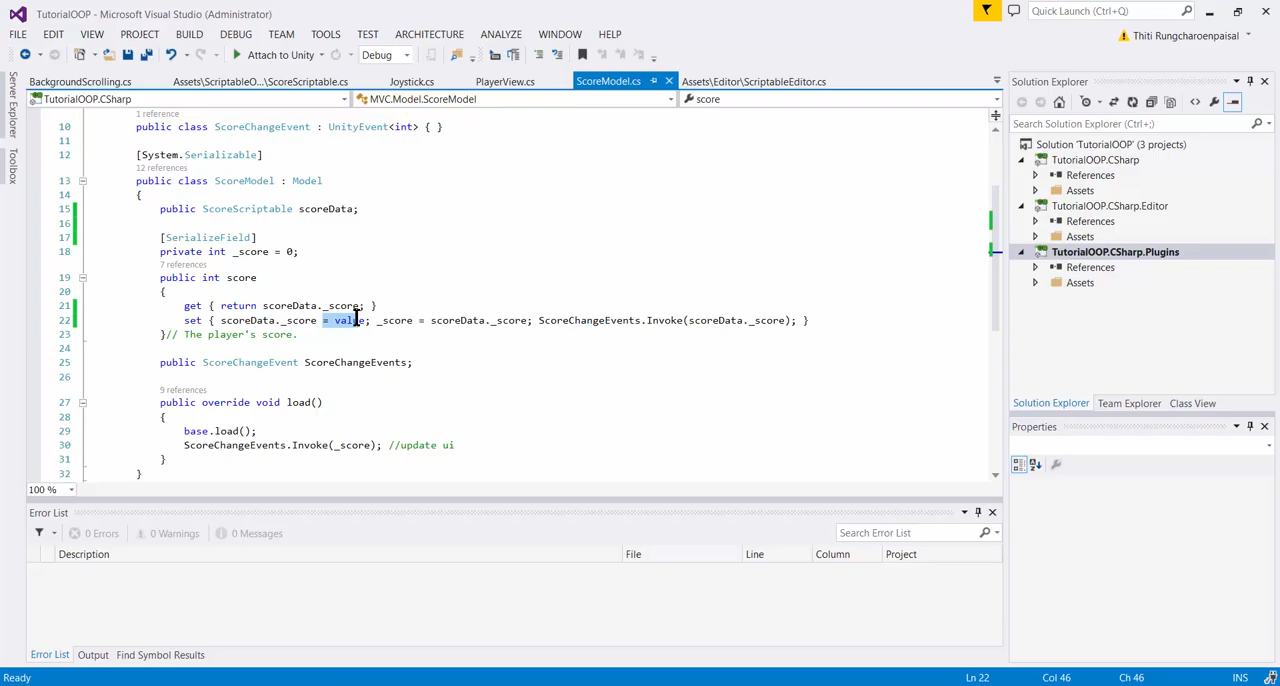 TutorialOOP - Microsoft Visual Studio (Administrator)
Quick Launch (Ctrl+Q)
FILE EDIT VIEW PROJECT BUILD DEBUG TEAM TOOLS TEST ARCHITECTURE ANALYZE WINDOW HELP
Thiti Rungcharoenpaisal
Attach to Unity
Debug
Server Explorer
Toolbox
BackgroundScrolling.cs
Assets\ScriptableO...\ScoreScriptable.cs
Joystick.cs
PlayerView.cs
ScoreModel.cs
Assets\Editor\ScriptableEditor.cs
TutorialOOP.CSharp
MVC.Model.ScoreModel
score
1 reference
10 public class ScoreChangeEvent : UnityEvent<int> { }
11
12 [System.Serializable]
12 references
13 public class ScoreModel : Model
14 {
15 public ScoreScriptable scoreData;
16
17 [SerializeField]
18 private int _score = 0;
7 references
19 public int score
20 {
21 get { return scoreData._score; }
22 set { scoreData._score = value; _score = scoreData._score; ScoreChangeEvents.Invoke(scoreData._score); }
23 }// The player's score.
24
25 public ScoreChangeEvent ScoreChangeEvents;
26
9 references
27 public override void load()
28 {
29 base.load();
30 ScoreChangeEvents.Invoke(_score); //update ui
31 }
32 }
100 %
Solution Explorer
Search Solution Explorer (Ctrl+;)
Solution 'TutorialOOP' (3 projects)
TutorialOOP.CSharp
References
Assets
TutorialOOP.CSharp.Editor
References
Assets
TutorialOOP.CSharp.Plugins
References
Assets
Solution Explorer Team Explorer Class View
Properties
Error List
0 Errors
0 Warnings
0 Messages
Search Error List
Description File Line Column Project
Error List Output Find Symbol Results
Ready Ln 22 Col 46 Ch 46 INS